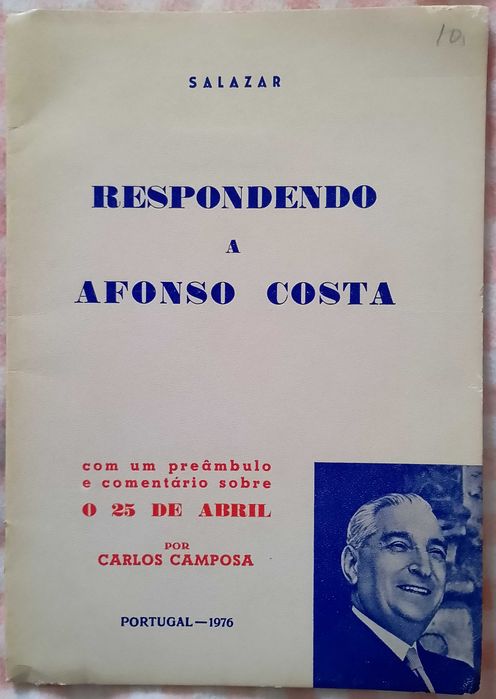 10
SALAZAR
RESPONDENDO
A
AFONSO COSTA
com um preâmbulo
e comentário sobre
O 25 DE ABRIL
POR
CARLOS CAMPOSA
PORTUGAL—1976